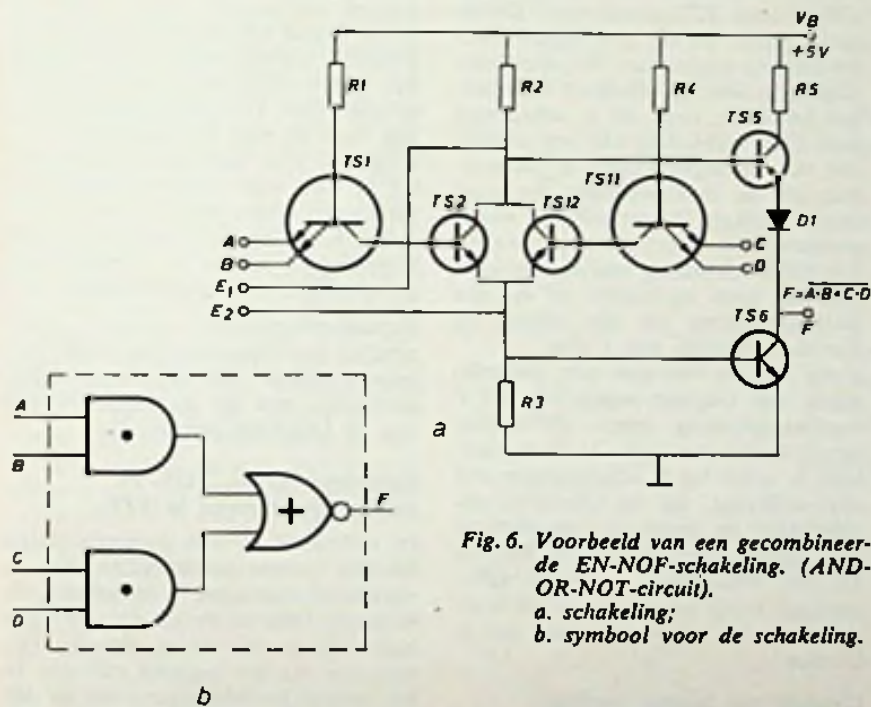 VB
+5V
R1
R2
R4
R5
TS5
TS1
TS11
TS2
TS12
D1
A
B
E1
E2
C
D
F=A·B+C·D
F
TS6
R3
a
A
B
C
D
F
+
b
Fig. 6. Voorbeeld van een gecombineer-
de EN-NOF-schakeling. (AND-
OR-NOT-circuit).
a. schakeling;
b. symbool voor de schakeling.